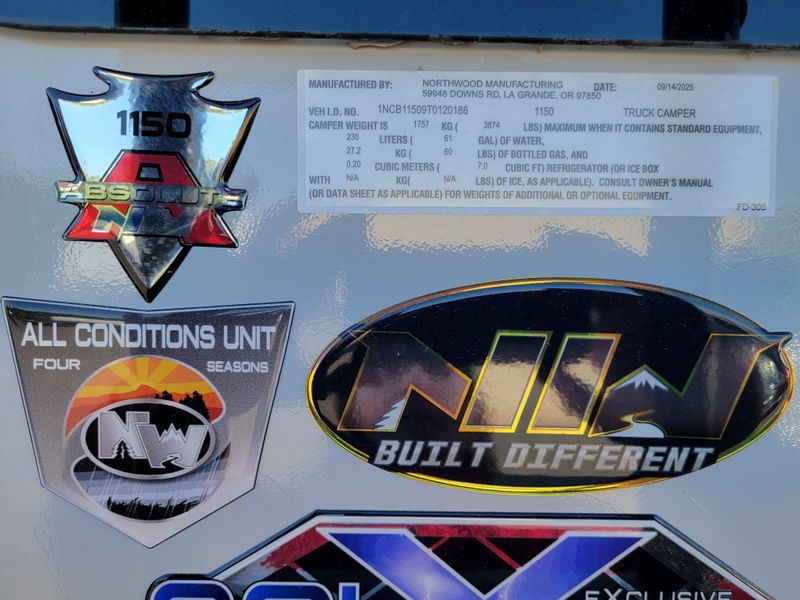 1150
ABSOLUTE
MANUFACTURED BY: NORTHWOOD MANUFACTURING DATE: 09/14/2025
59948 DOWNS RD, LA GRANDE, OR 97850
VEH I.D. NO. 1NCB11509T0120186 1150 TRUCK CAMPER
CAMPER WEIGHT IS 1757 KG ( 3874 LBS) MAXIMUM WHEN IT CONTAINS STANDARD EQUIPMENT,
230 LITERS ( 61 GAL) OF WATER,
27.2 KG ( 60 LBS) OF BOTTLED GAS, AND
0.20 CUBIC METERS ( 7.0 CUBIC FT) REFRIGERATOR (OR ICE BOX
WITH N/A KG( N/A LBS) OF ICE, AS APPLICABLE). CONSULT OWNER'S MANUAL
(OR DATA SHEET AS APPLICABLE) FOR WEIGHTS OF ADDITIONAL OR OPTIONAL EQUIPMENT.
FD-305
ALL CONDITIONS UNIT
FOUR SEASONS
NW
NW
BUILT DIFFERENT
X
EXCLUSIVE